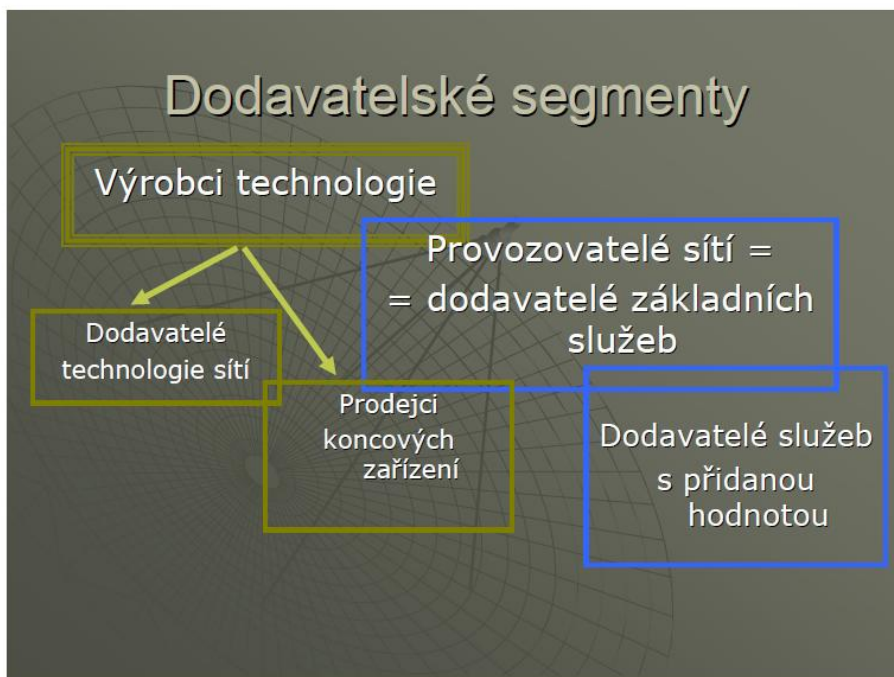 Dodavatelské segmenty
Výrobci technologie
Provozovatelé sítí =
= dodavatelé základních
služeb
Dodavatelé
technologie sítí
Prodejci
koncových
zařízení
Dodavatelé služeb
s přidanou
hodnotou